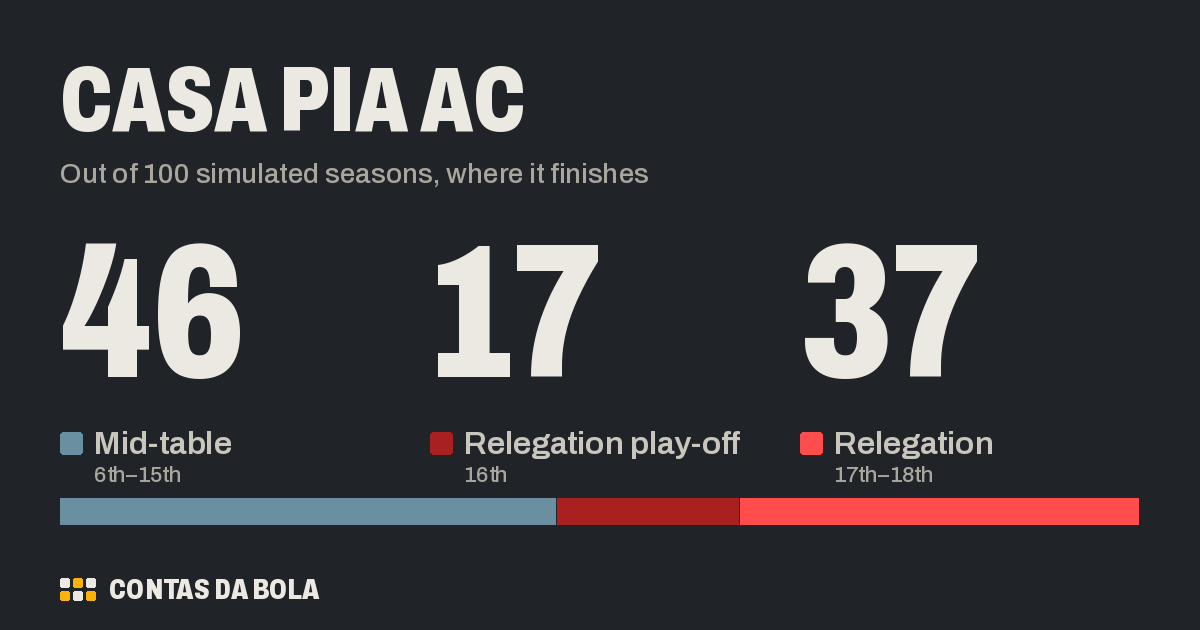 CASA PIA AC
Out of 100 simulated seasons, where it finishes
46 17 37
Mid-table Relegation play-off Relegation
6th–15th 16th 17th–18th
CONTAS DA BOLA